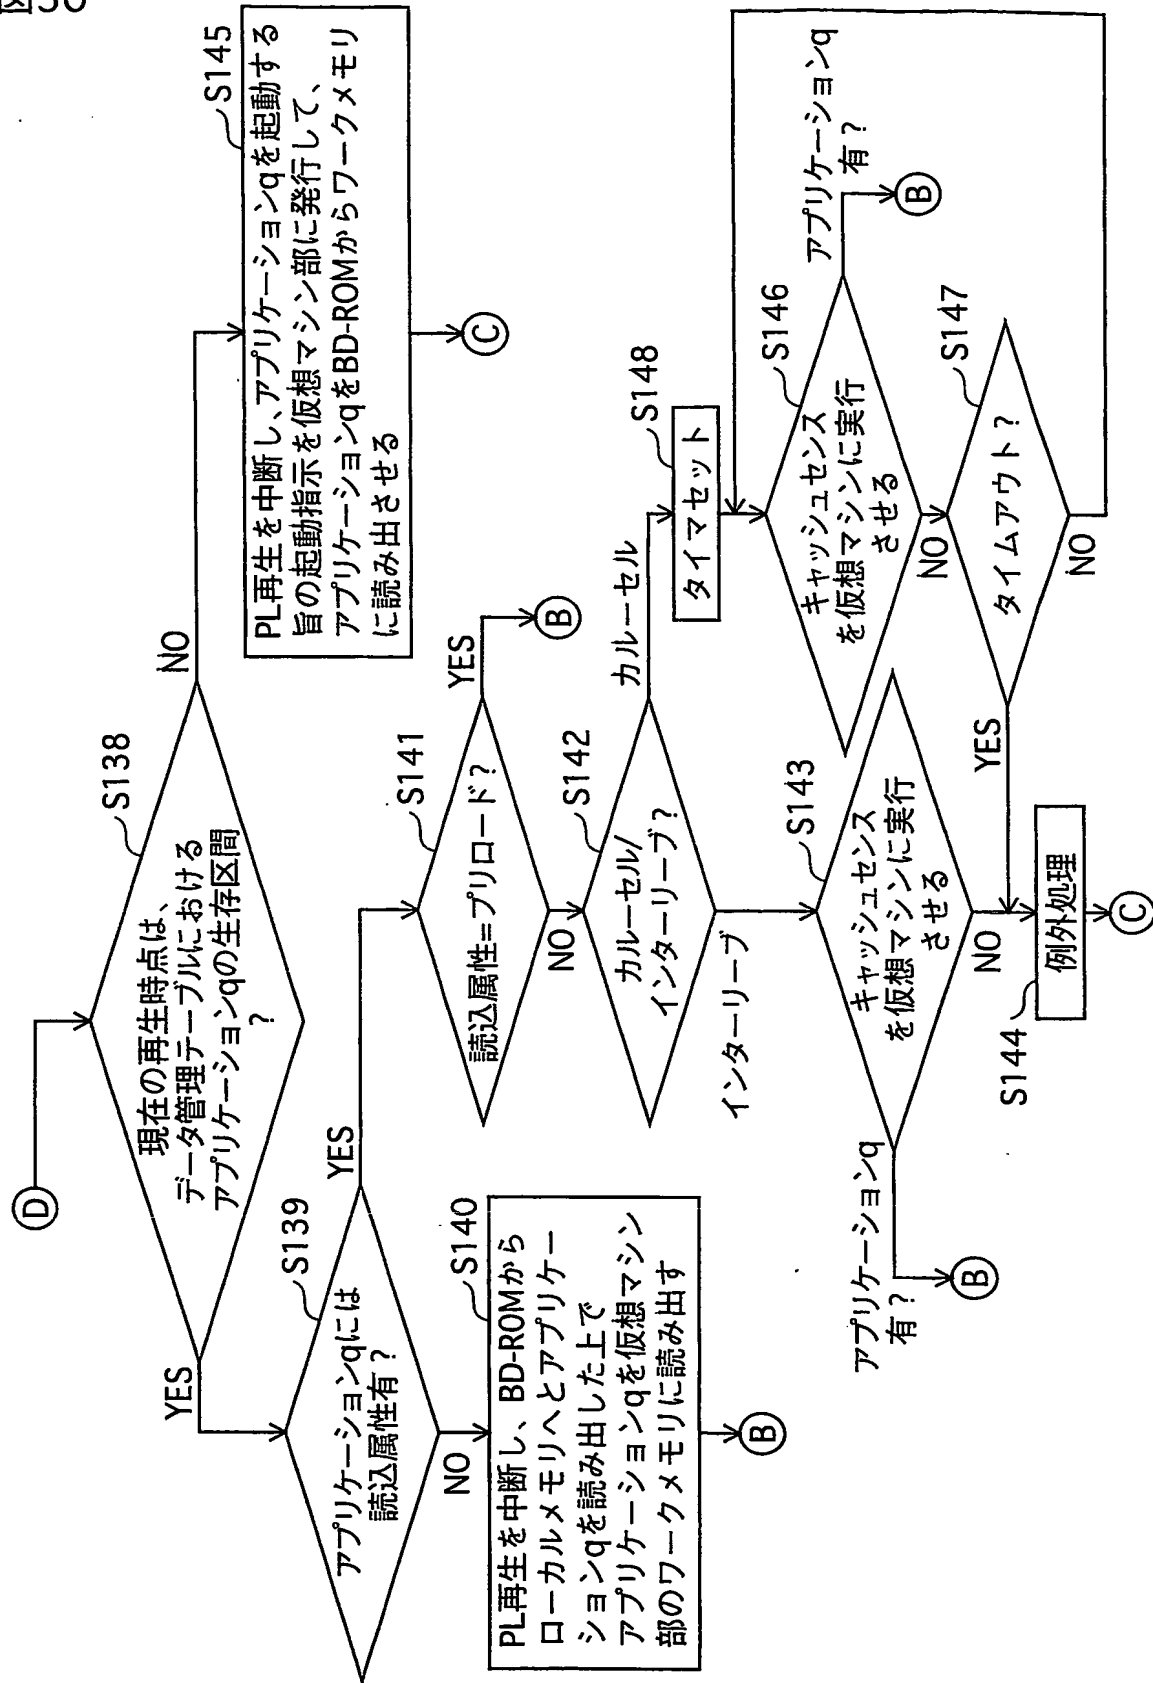 図50
D
現在の再生時点は、
データ管理テーブルにおける
アプリケーションqの生存区間
?
S138
YES
NO
PL再生を中断し、アプリケーションqを起動する
旨の起動指示を仮想マシン部に発行して、
アプリケーションqをBD-ROMからワークメモリ
に読み出させる
S145
C
アプリケーションqには
読込属性有?
S139
YES
NO
PL再生を中断し、BD-ROMから
ローカルメモリへとアプリケー
ションqを読み出した上で
アプリケーションqを仮想マシン
部のワークメモリに読み出す
S140
B
読込属性=プリロード?
S141
YES
B
NO
カルーセル/
インターリーブ?
S142
カルーセル
インターリーブ
タイマセット
S148
キャッシュセンス
を仮想マシンに実行
させる
S146
アプリケーションq
有?
B
NO
タイムアウト?
S147
NO
YES
キャッシュセンス
を仮想マシンに実行
させる
S143
アプリケーションq
有?
B
NO
例外処理
S144
C